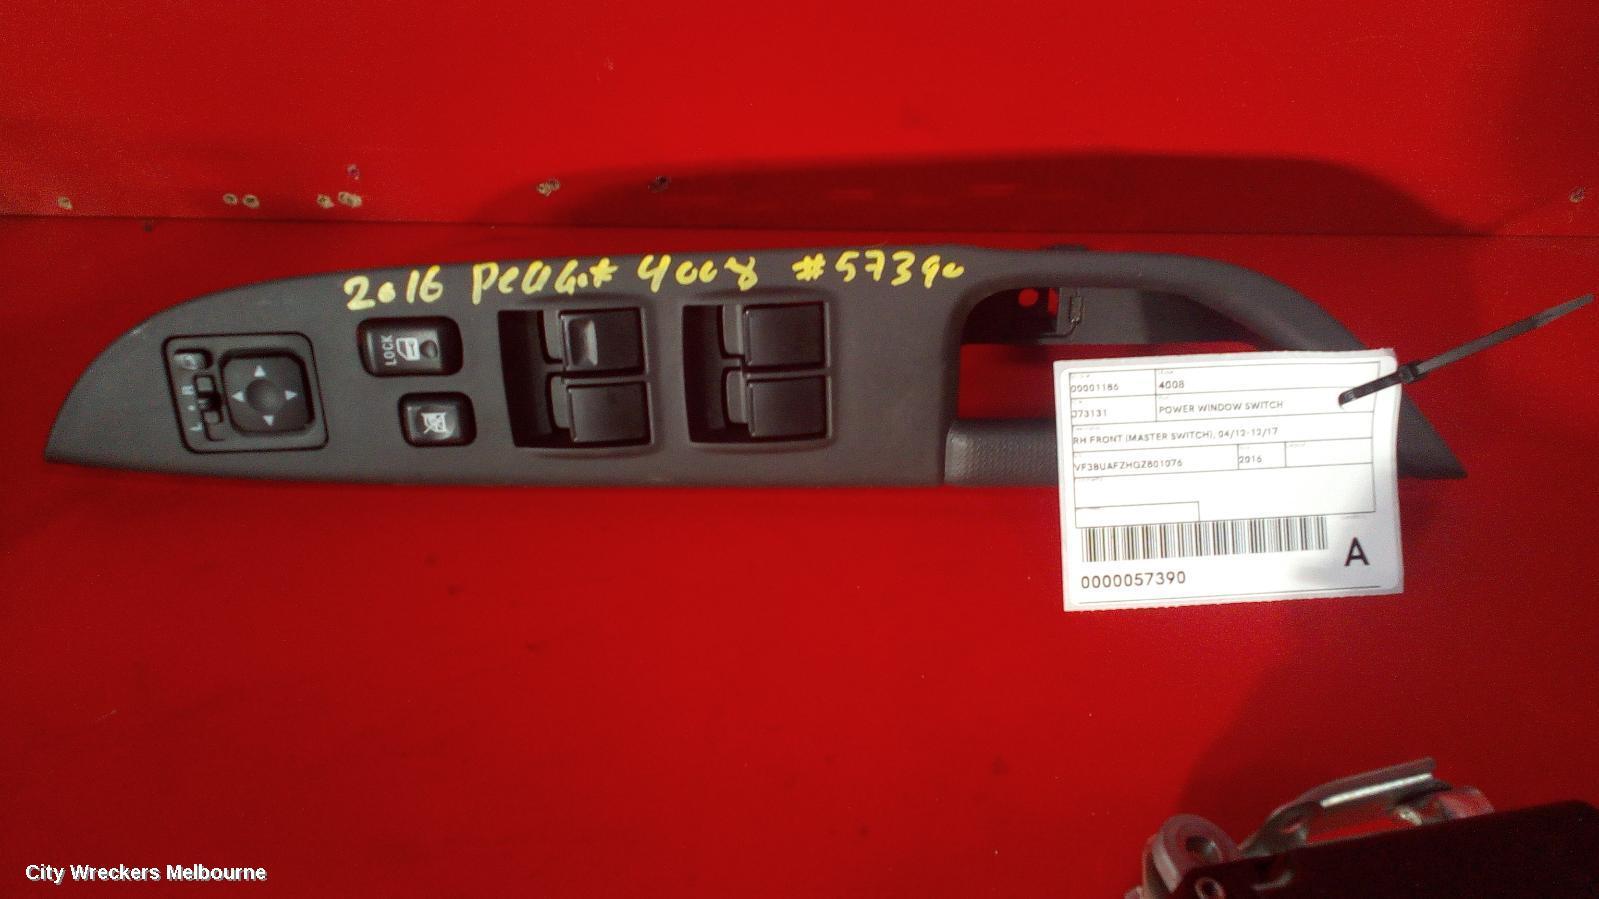 2016 PEUGOT 4008 #57390
LOCK
L • R
00001186
4008
J73131
POWER WINDOW SWITCH
RH FRONT (MASTER SWITCH), 04/12-12/17
VF38UAFZHGZ801076
2016
A
0000057390
City Wreckers Melbourne